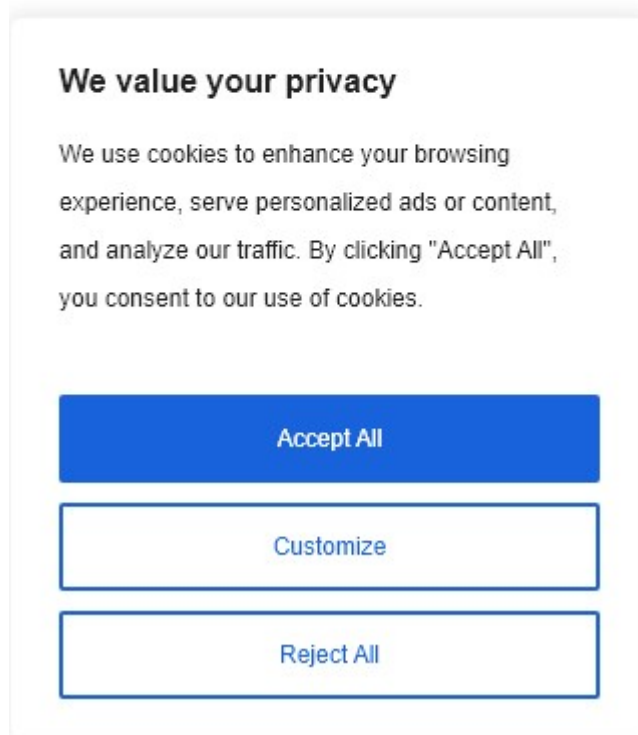 We value your privacy
We use cookies to enhance your browsing
experience, serve personalized ads or content,
and analyze our traffic. By clicking "Accept All",
you consent to our use of cookies.
Accept All
Customize
Reject All